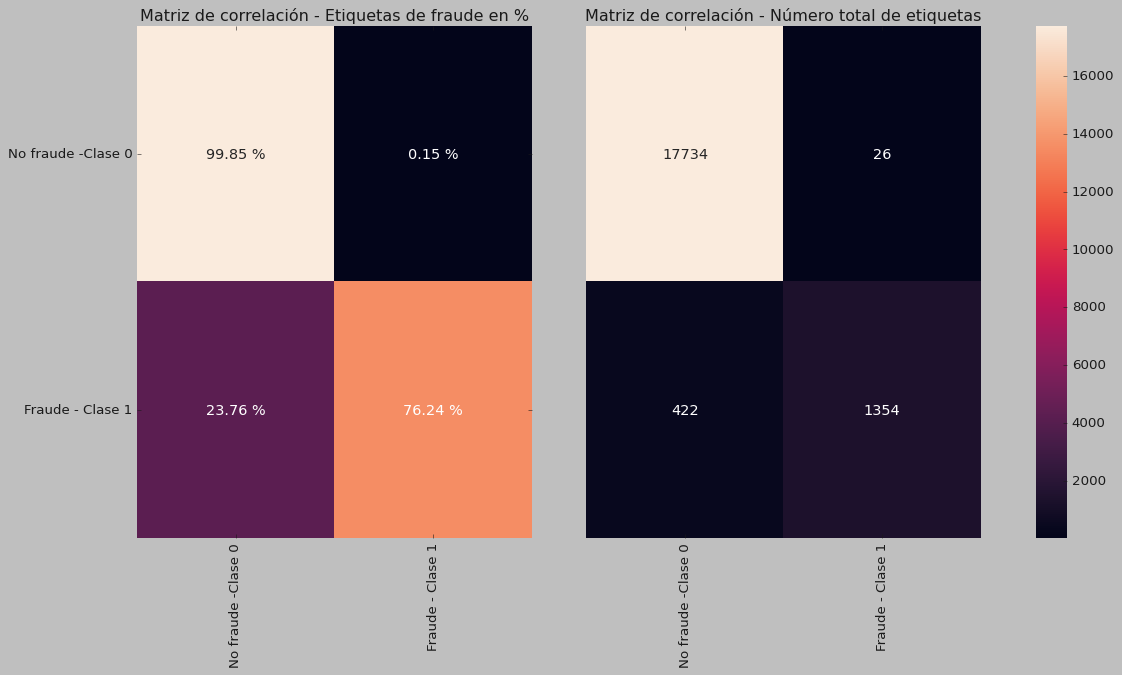 Matriz de correlación - Etiquetas de fraude en %
Matriz de correlación - Número total de etiquetas
No fraude -Clase 0
99.85 %
0.15 %
17734
26
Fraude - Clase 1
23.76 %
76.24 %
422
1354
16000
14000
12000
10000
8000
6000
4000
2000
No fraude -Clase 0
Fraude - Clase 1
No fraude -Clase 0
Fraude - Clase 1